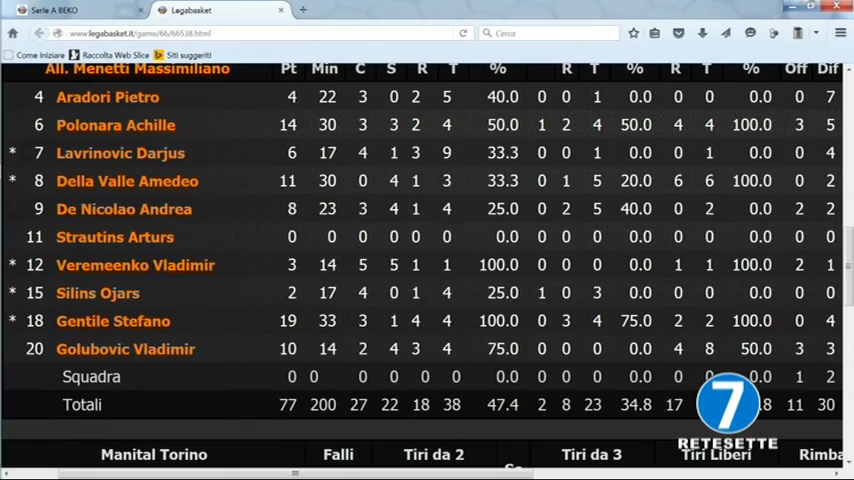 Serie A BEKO × Legabasket × +
www.legabasket.it/game/66/66538.html Cerca
Come iniziare Raccolta Web Slice Siti suggeriti
All. Menetti Massimiliano Pt Min C S R T % R T % R T % Off Dif
4 Aradori Pietro 4 22 3 0 2 5 40.0 0 0 1 0.0 0 0 0.0 0 7
6 Polonara Achille 14 30 3 3 2 4 50.0 1 2 4 50.0 4 4 100.0 3 5
* 7 Lavrinovic Darjus 6 17 4 1 3 9 33.3 0 0 1 0.0 0 1 0.0 0 4
* 8 Della Valle Amedeo 11 30 0 4 1 3 33.3 0 1 5 20.0 6 6 100.0 0 2
9 De Nicolao Andrea 8 23 3 4 1 4 25.0 0 2 5 40.0 0 2 0.0 2 2
11 Strautins Arturs 0 0 0 0 0 0 0.0 0 0 0 0.0 0 0 0.0 0 0
* 12 Veremeenko Vladimir 3 14 5 5 1 1 100.0 0 0 0 0.0 1 1 100.0 2 1
* 15 Silins Ojars 2 17 4 0 1 4 25.0 1 0 3 0.0 0 0 0.0 0 0
* 18 Gentile Stefano 19 33 3 1 4 4 100.0 0 3 4 75.0 2 2 100.0 0 4
20 Golubovic Vladimir 10 14 2 4 3 4 75.0 0 0 0 0.0 4 8 50.0 3 3
Squadra 0 0 0 0 0 0 0.0 0 0 0 0.0 0 0.0 1 2
Totali 77 200 27 22 18 38 47.4 2 8 23 34.8 17 .8 11 30
7
RETESETTE
Manital Torino Falli Tiri da 2 Tiri da 3 Tiri Liberi Rimba